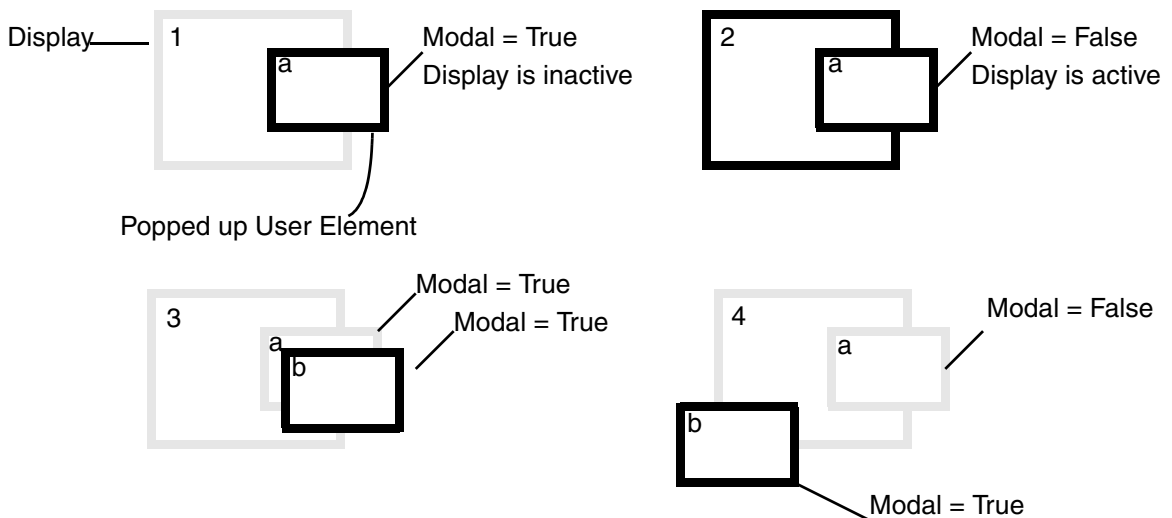 Display
1
a
Modal = True
Display is inactive
Popped up User Element
2
a
Modal = False
Display is active
3
a
b
Modal = True
Modal = True
4
a
Modal = False
b
Modal = True